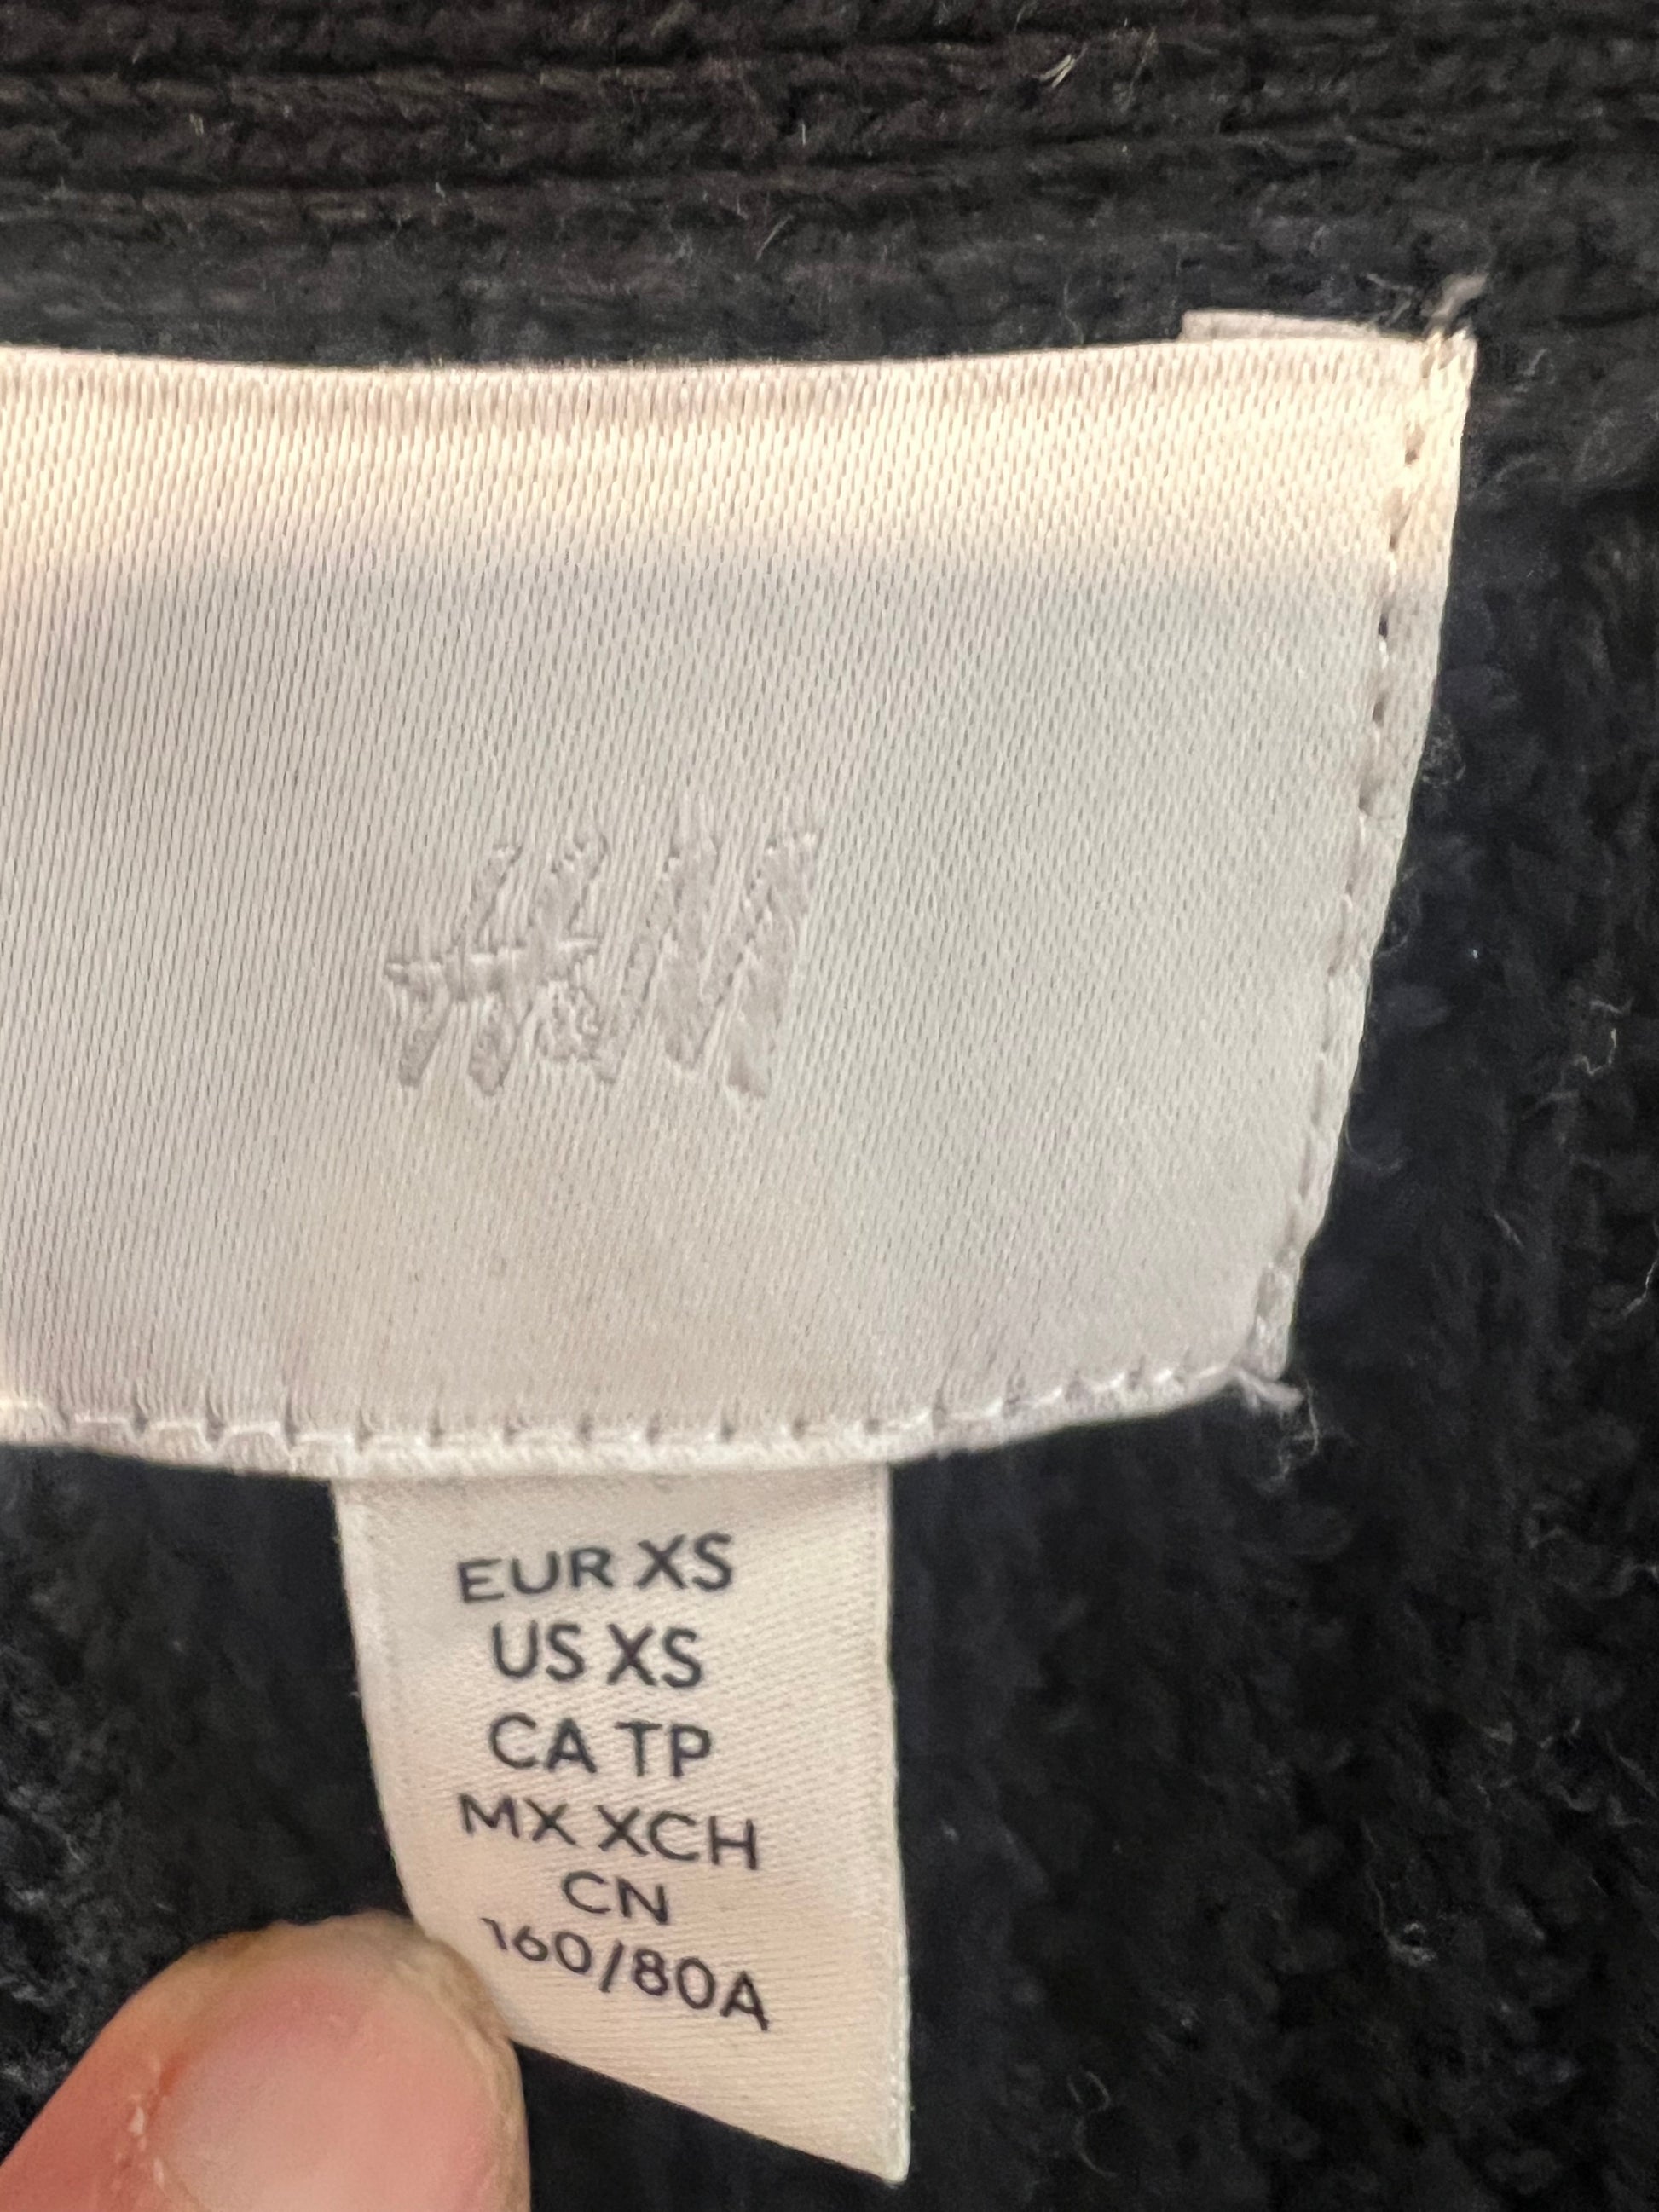 H&M
EUR XS
US XS
CA TP
MX XCH
CN
160/80A